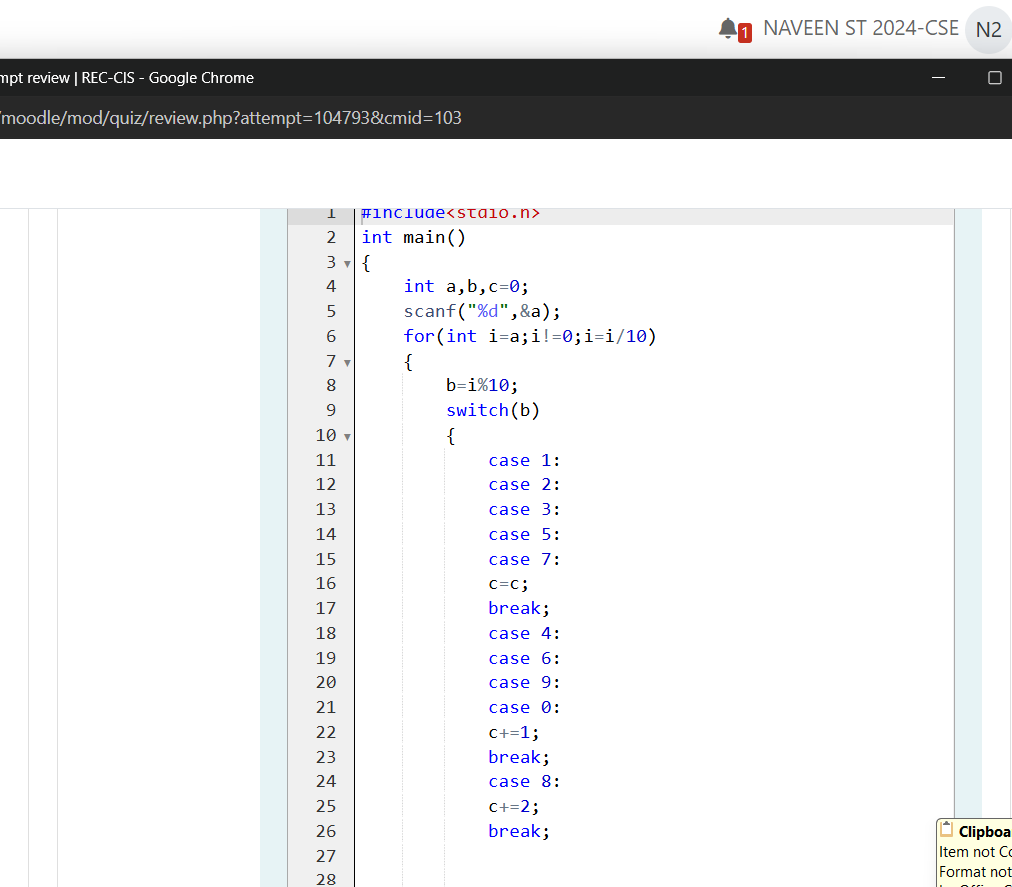 1 NAVEEN ST 2024-CSE N2
mpt review | REC-CIS - Google Chrome
/moodle/mod/quiz/review.php?attempt=104793&cmid=103
1 #include<stdio.h>
2 int main()
3 {
4 int a,b,c=0;
5 scanf("%d",&a);
6 for(int i=a;i!=0;i=i/10)
7 {
8 b=i%10;
9 switch(b)
10 {
11 case 1:
12 case 2:
13 case 3:
14 case 5:
15 case 7:
16 c=c;
17 break;
18 case 4:
19 case 6:
20 case 9:
21 case 0:
22 c+=1;
23 break;
24 case 8:
25 c+=2;
26 break;
27
28
Clipboa
Item not Co
Format not